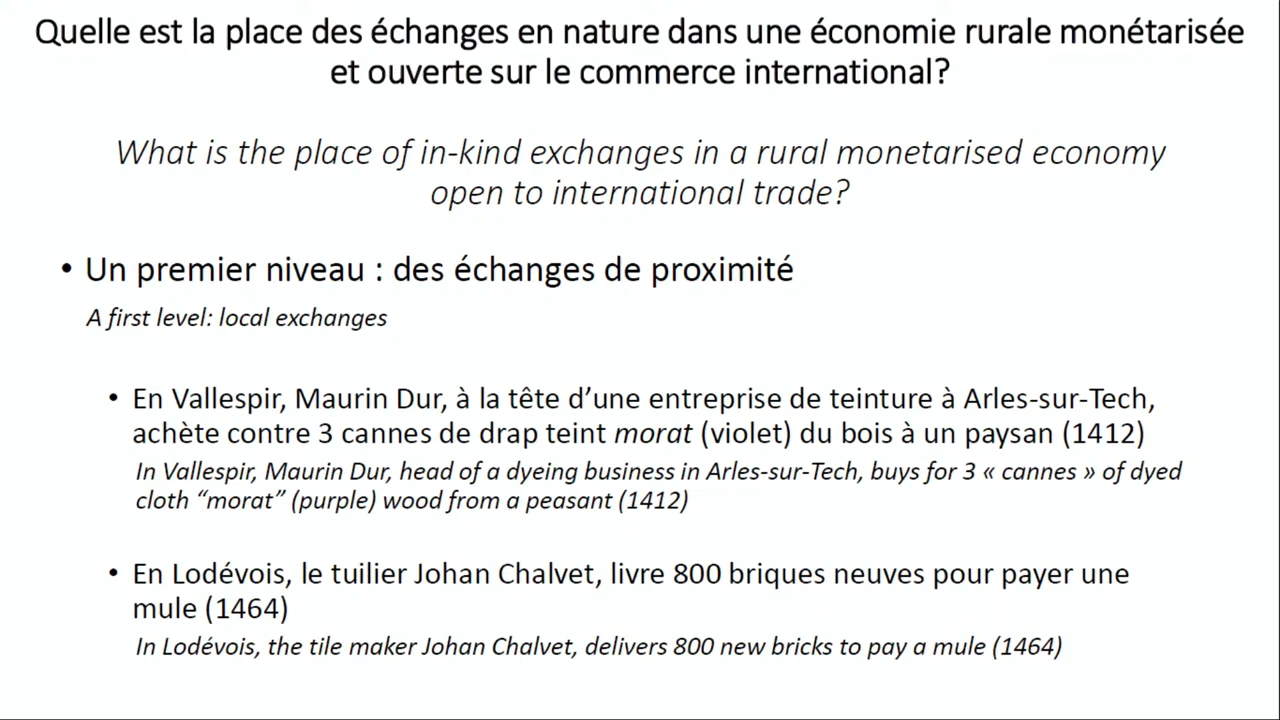 Quelle est la place des échanges en nature dans une économie rurale monétarisée
et ouverte sur le commerce international?
What is the place of in-kind exchanges in a rural monetarised economy
open to international trade?
• Un premier niveau : des échanges de proximité
A first level: local exchanges
• En Vallespir, Maurin Dur, à la tête d’une entreprise de teinture à Arles-sur-Tech,
achète contre 3 cannes de drap teint morat (violet) du bois à un paysan (1412)
In Vallespir, Maurin Dur, head of a dyeing business in Arles-sur-Tech, buys for 3 « cannes » of dyed
cloth “morat” (purple) wood from a peasant (1412)
• En Lodévois, le tuilier Johan Chalvet, livre 800 briques neuves pour payer une
mule (1464)
In Lodévois, the tile maker Johan Chalvet, delivers 800 new bricks to pay a mule (1464)